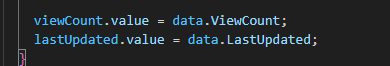 viewCount.value = data.ViewCount;
lastUpdated.value = data.LastUpdated;
}